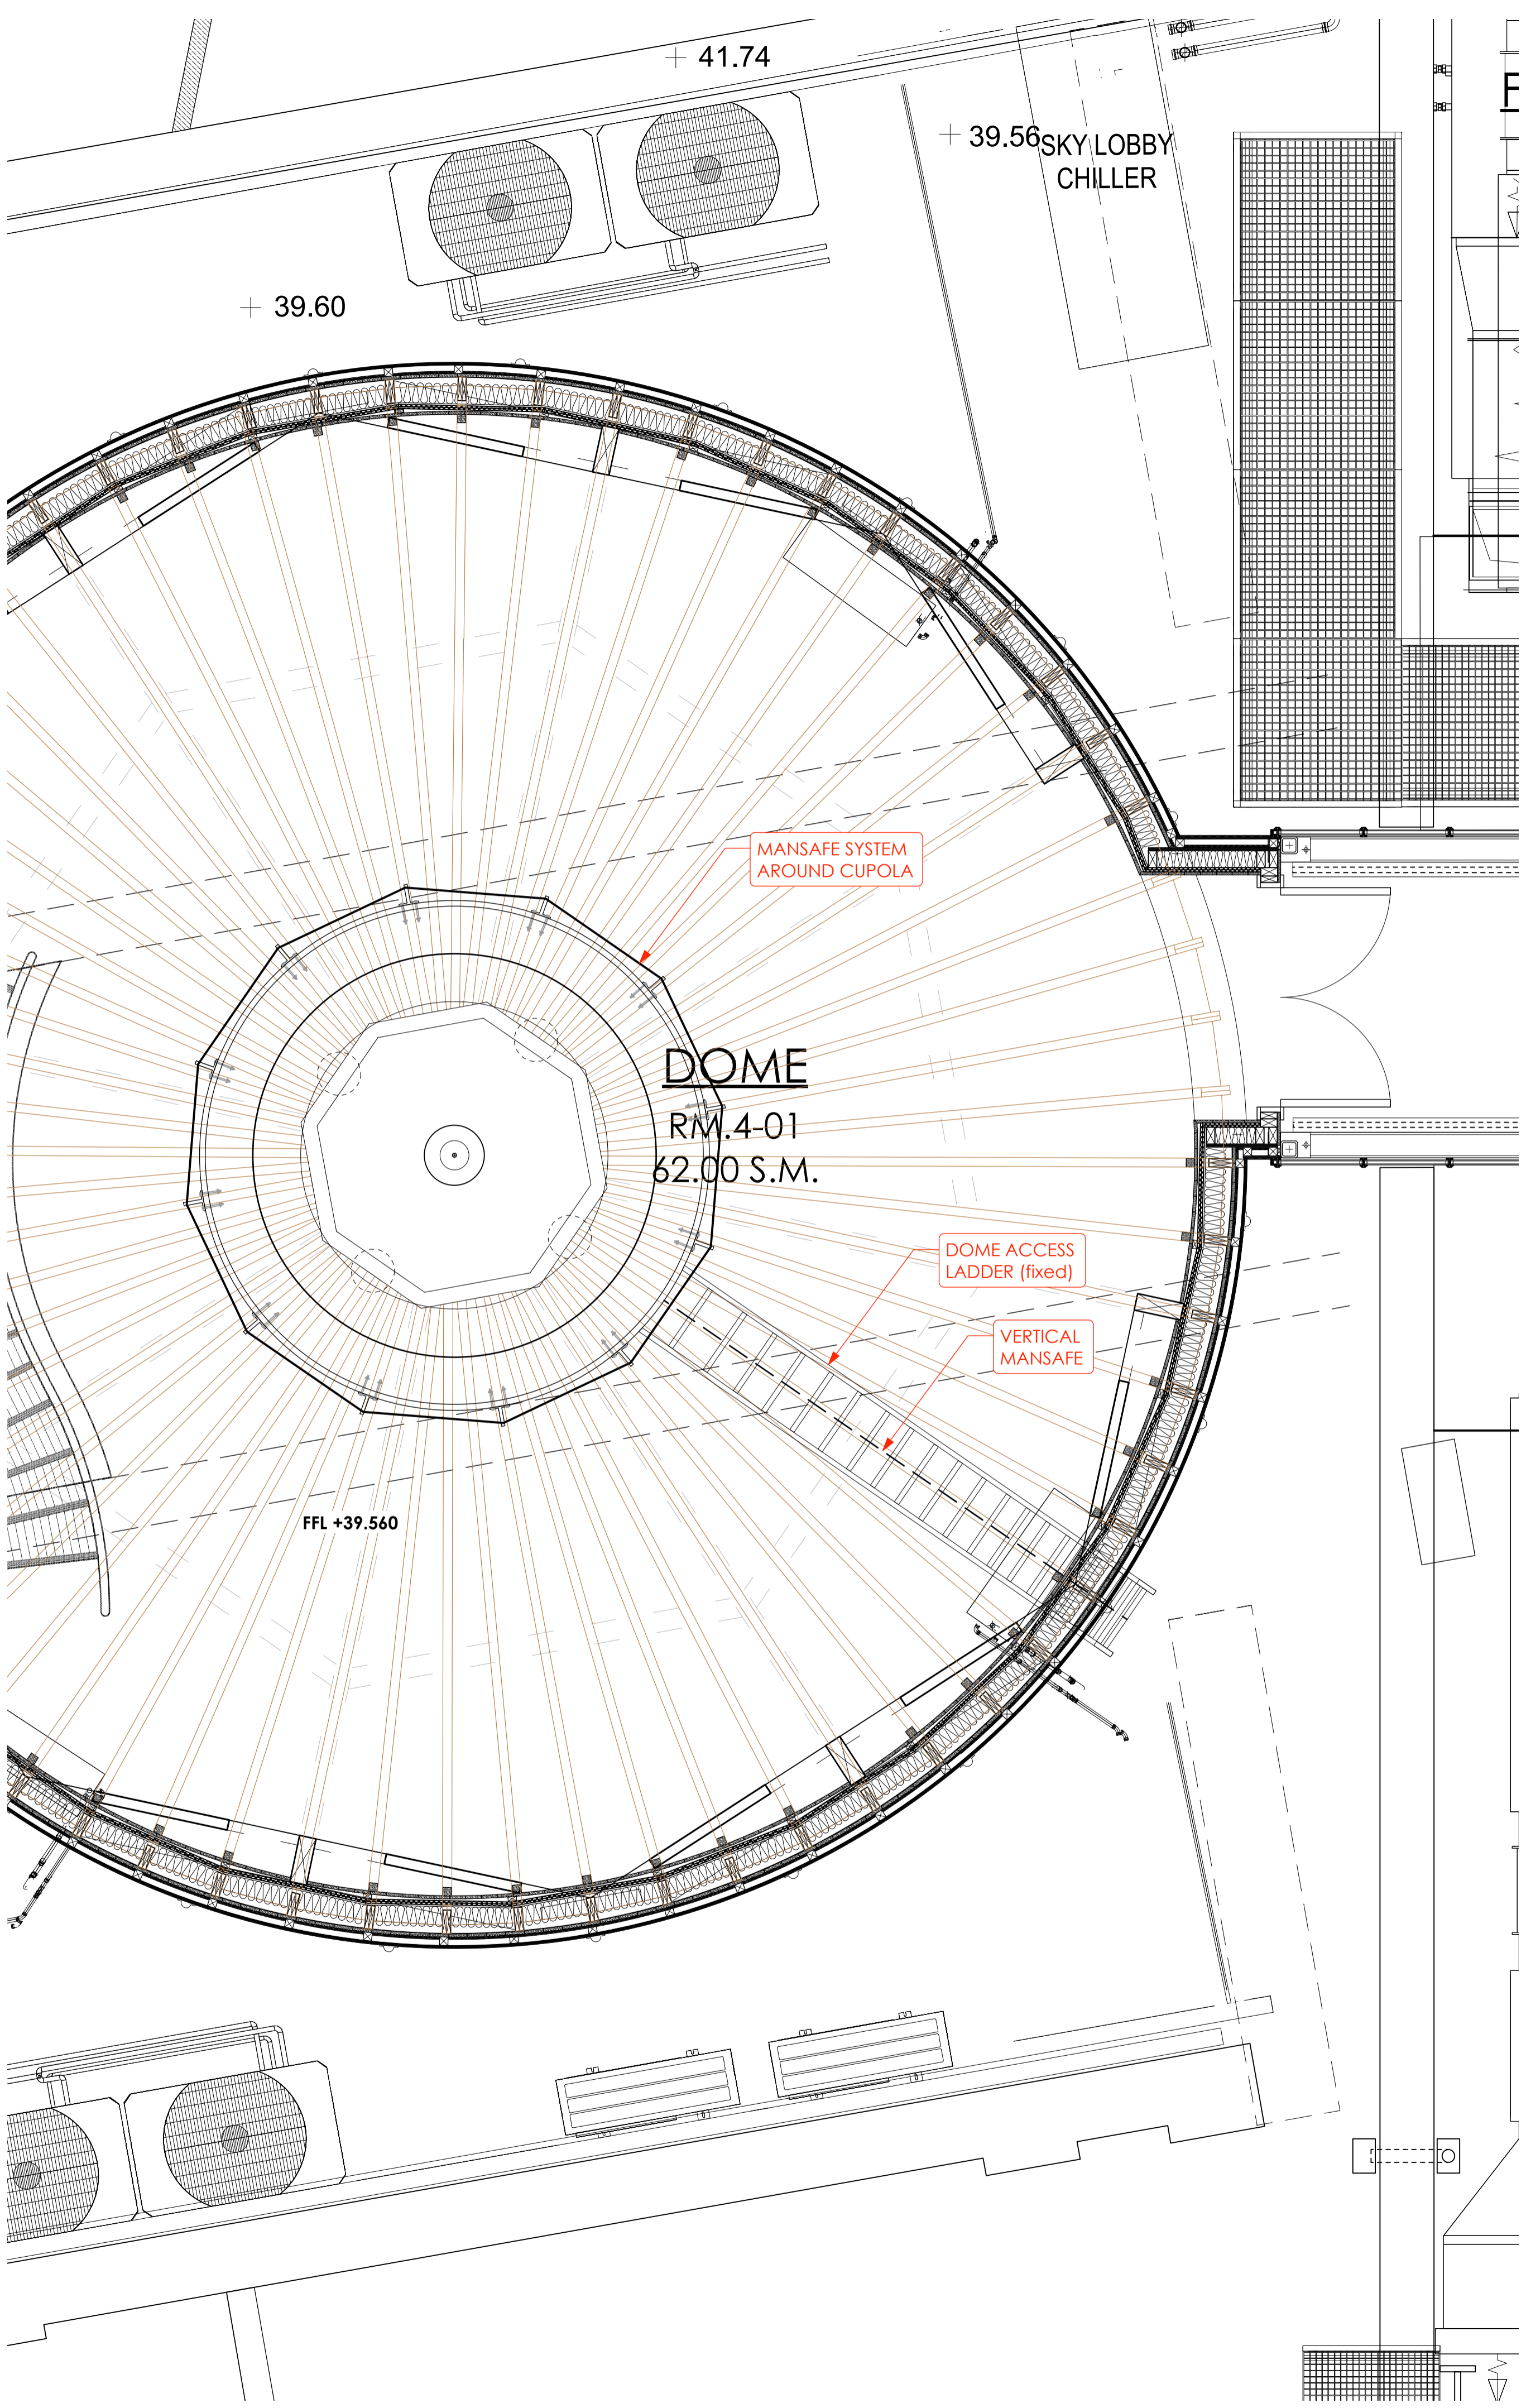 41.74
39.56
SKY LOBBY
CHILLER
39.60
MANSAFE SYSTEM
AROUND CUPOLA
DOME
RM.4-01
62.00 S.M.
DOME ACCESS
LADDER (fixed)
VERTICAL
MANSAFE
FFL +39.560